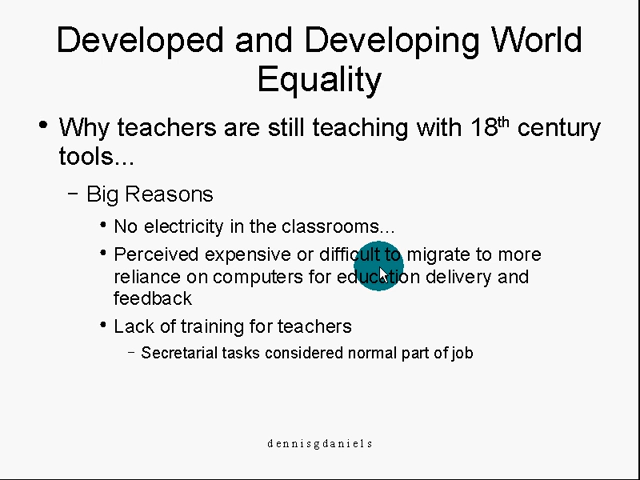 Developed and Developing World
Equality
• Why teachers are still teaching with 18th century
tools...
– Big Reasons
• No electricity in the classrooms...
• Perceived expensive or difficult to migrate to more
reliance on computers for education delivery and
feedback
• Lack of training for teachers
– Secretarial tasks considered normal part of job
dennisgdaniels